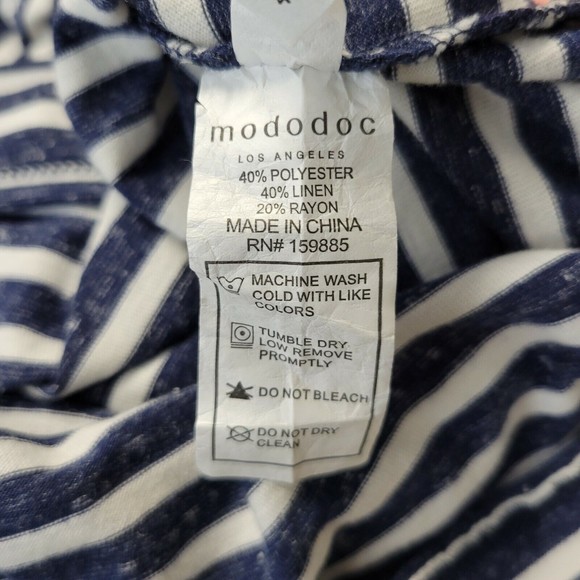 mododoc
LOS ANGELES
40% POLYESTER
40% LINEN
20% RAYON
MADE IN CHINA
RN# 159885
MACHINE WASH
COLD WITH LIKE
COLORS
TUMBLE DRY
LOW REMOVE
PROMPTLY
DO NOT BLEACH
DO NOT DRY
CLEAN